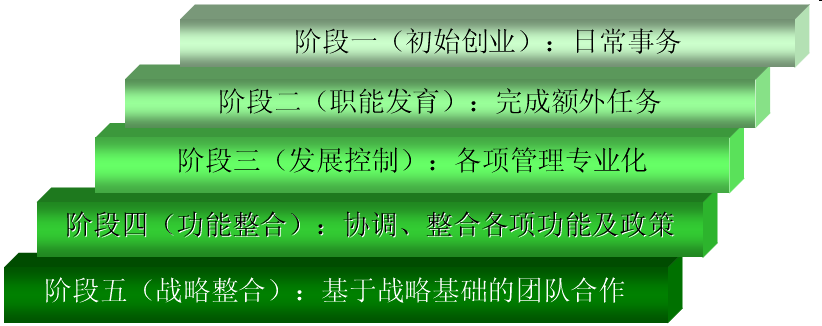 阶段一（初始创业）：日常事务
阶段二（职能发育）：完成额外任务
阶段三（发展控制）：各项管理专业化
阶段四（功能整合）：协调、整合各项功能及政策
阶段五（战略整合）：基于战略基础的团队合作